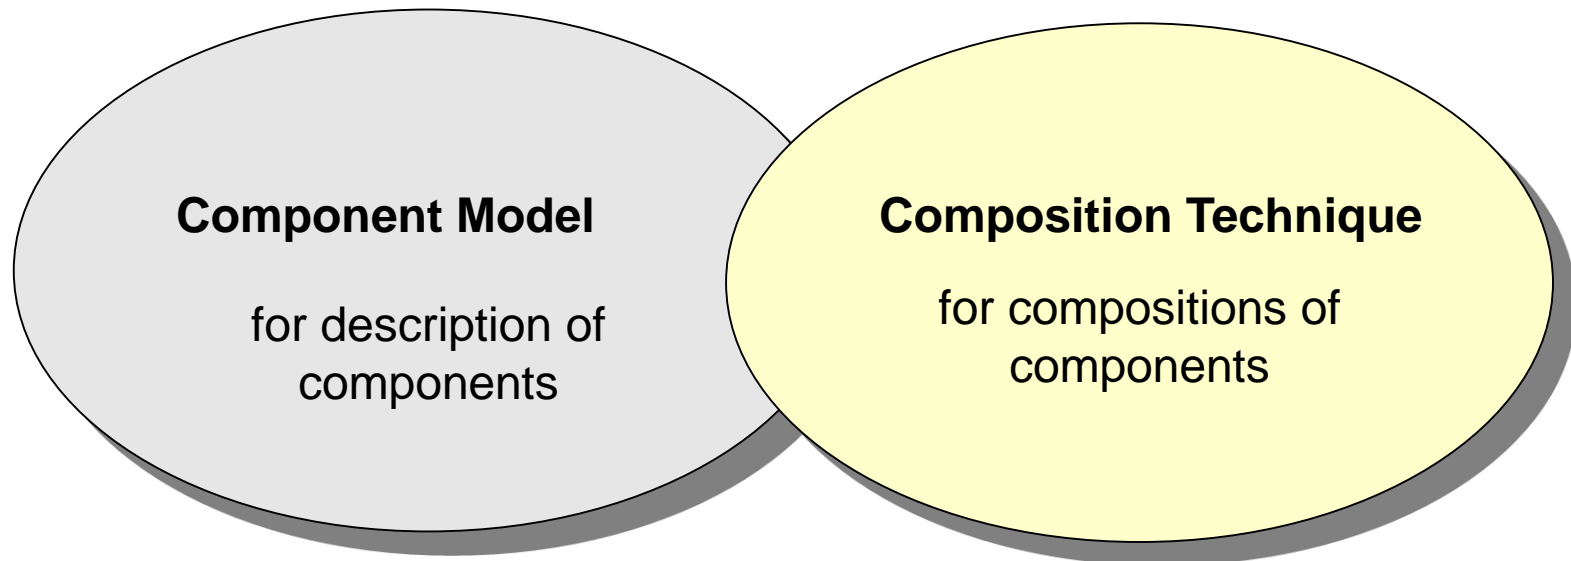 Component Model
for description of
components
Composition Technique
for compositions of
components